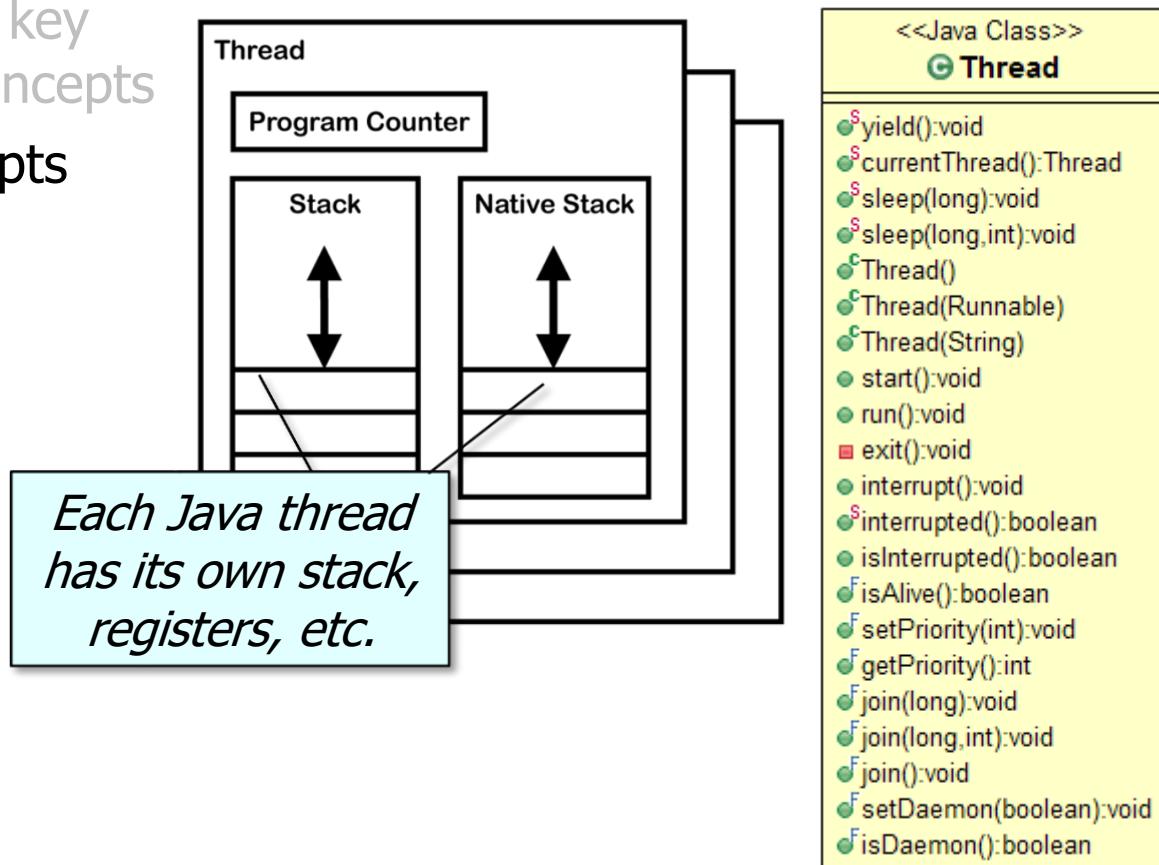 key
ncepts
pts
Thread
Program Counter
Stack
Native Stack
Each Java thread
has its own stack,
registers, etc.
<<Java Class>>
G Thread
S yield():void
S currentThread():Thread
S sleep(long):void
S sleep(long,int):void
C Thread()
C Thread(Runnable)
C Thread(String)
start():void
run():void
exit():void
interrupt():void
S interrupted():boolean
isInterrupted():boolean
F isAlive():boolean
F setPriority(int):void
F getPriority():int
F join(long):void
F join(long,int):void
F join():void
F setDaemon(boolean):void
F isDaemon():boolean